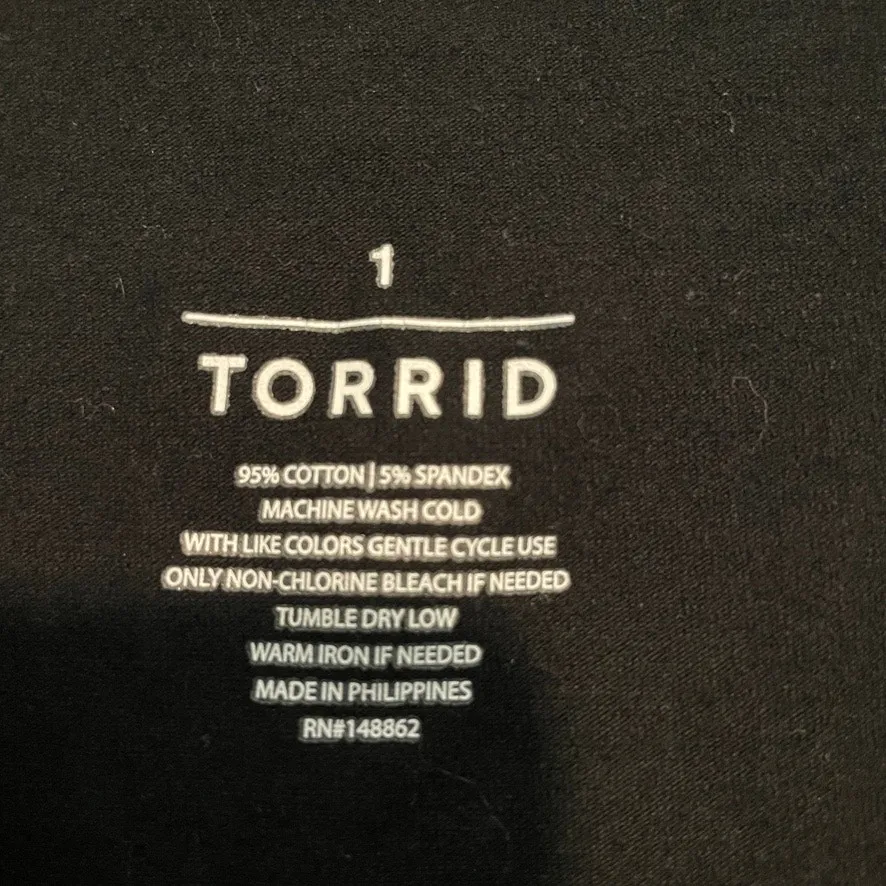 1
TORRID
95% COTTON | 5% SPANDEX
MACHINE WASH COLD
WITH LIKE COLORS GENTLE CYCLE USE
ONLY NON-CHLORINE BLEACH IF NEEDED
TUMBLE DRY LOW
WARM IRON IF NEEDED
MADE IN PHILIPPINES
RN#148862